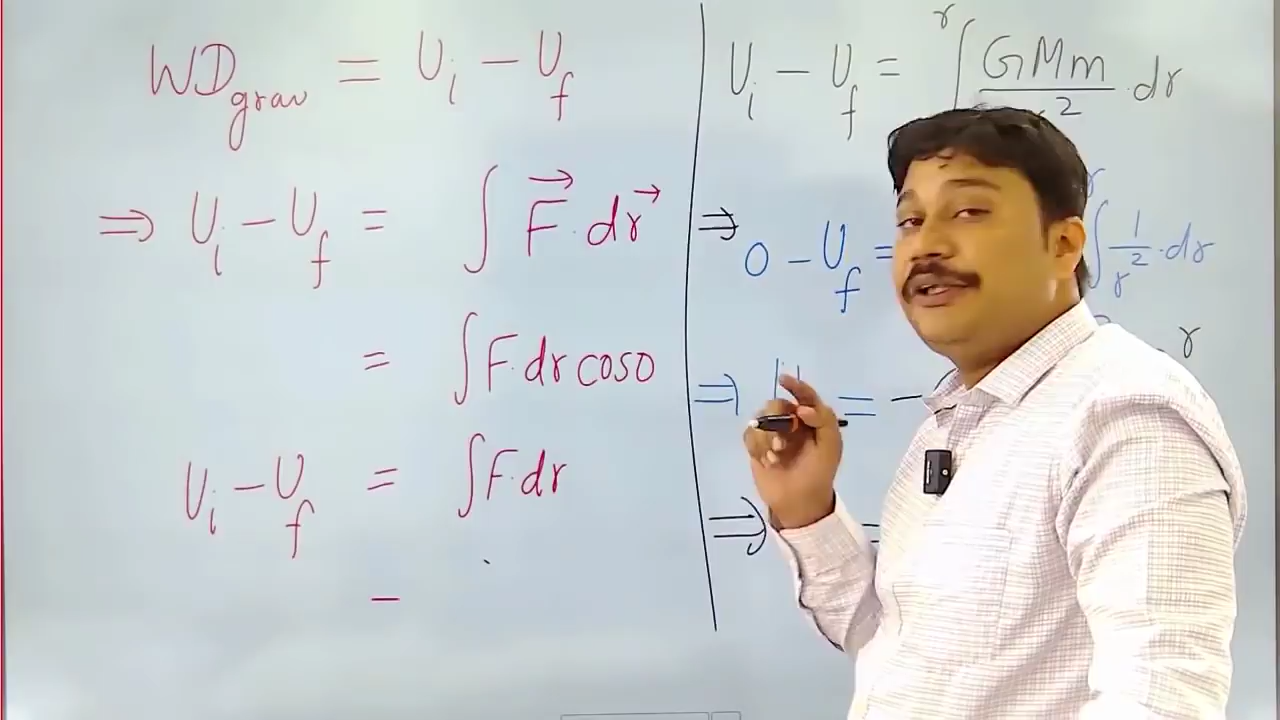 WD_grav = U_i - U_f
⇒ U_i - U_f = ∫ F⃗ . dr⃗
= ∫ F. dr cos0
U_i - U_f = ∫ F. dr
-
U_i - U_f = ∫ GMm/r² . dr
r
⇒ 0 - U_f = ∫ 1/r² . dr
r
⇒ = -
r
⇒ =